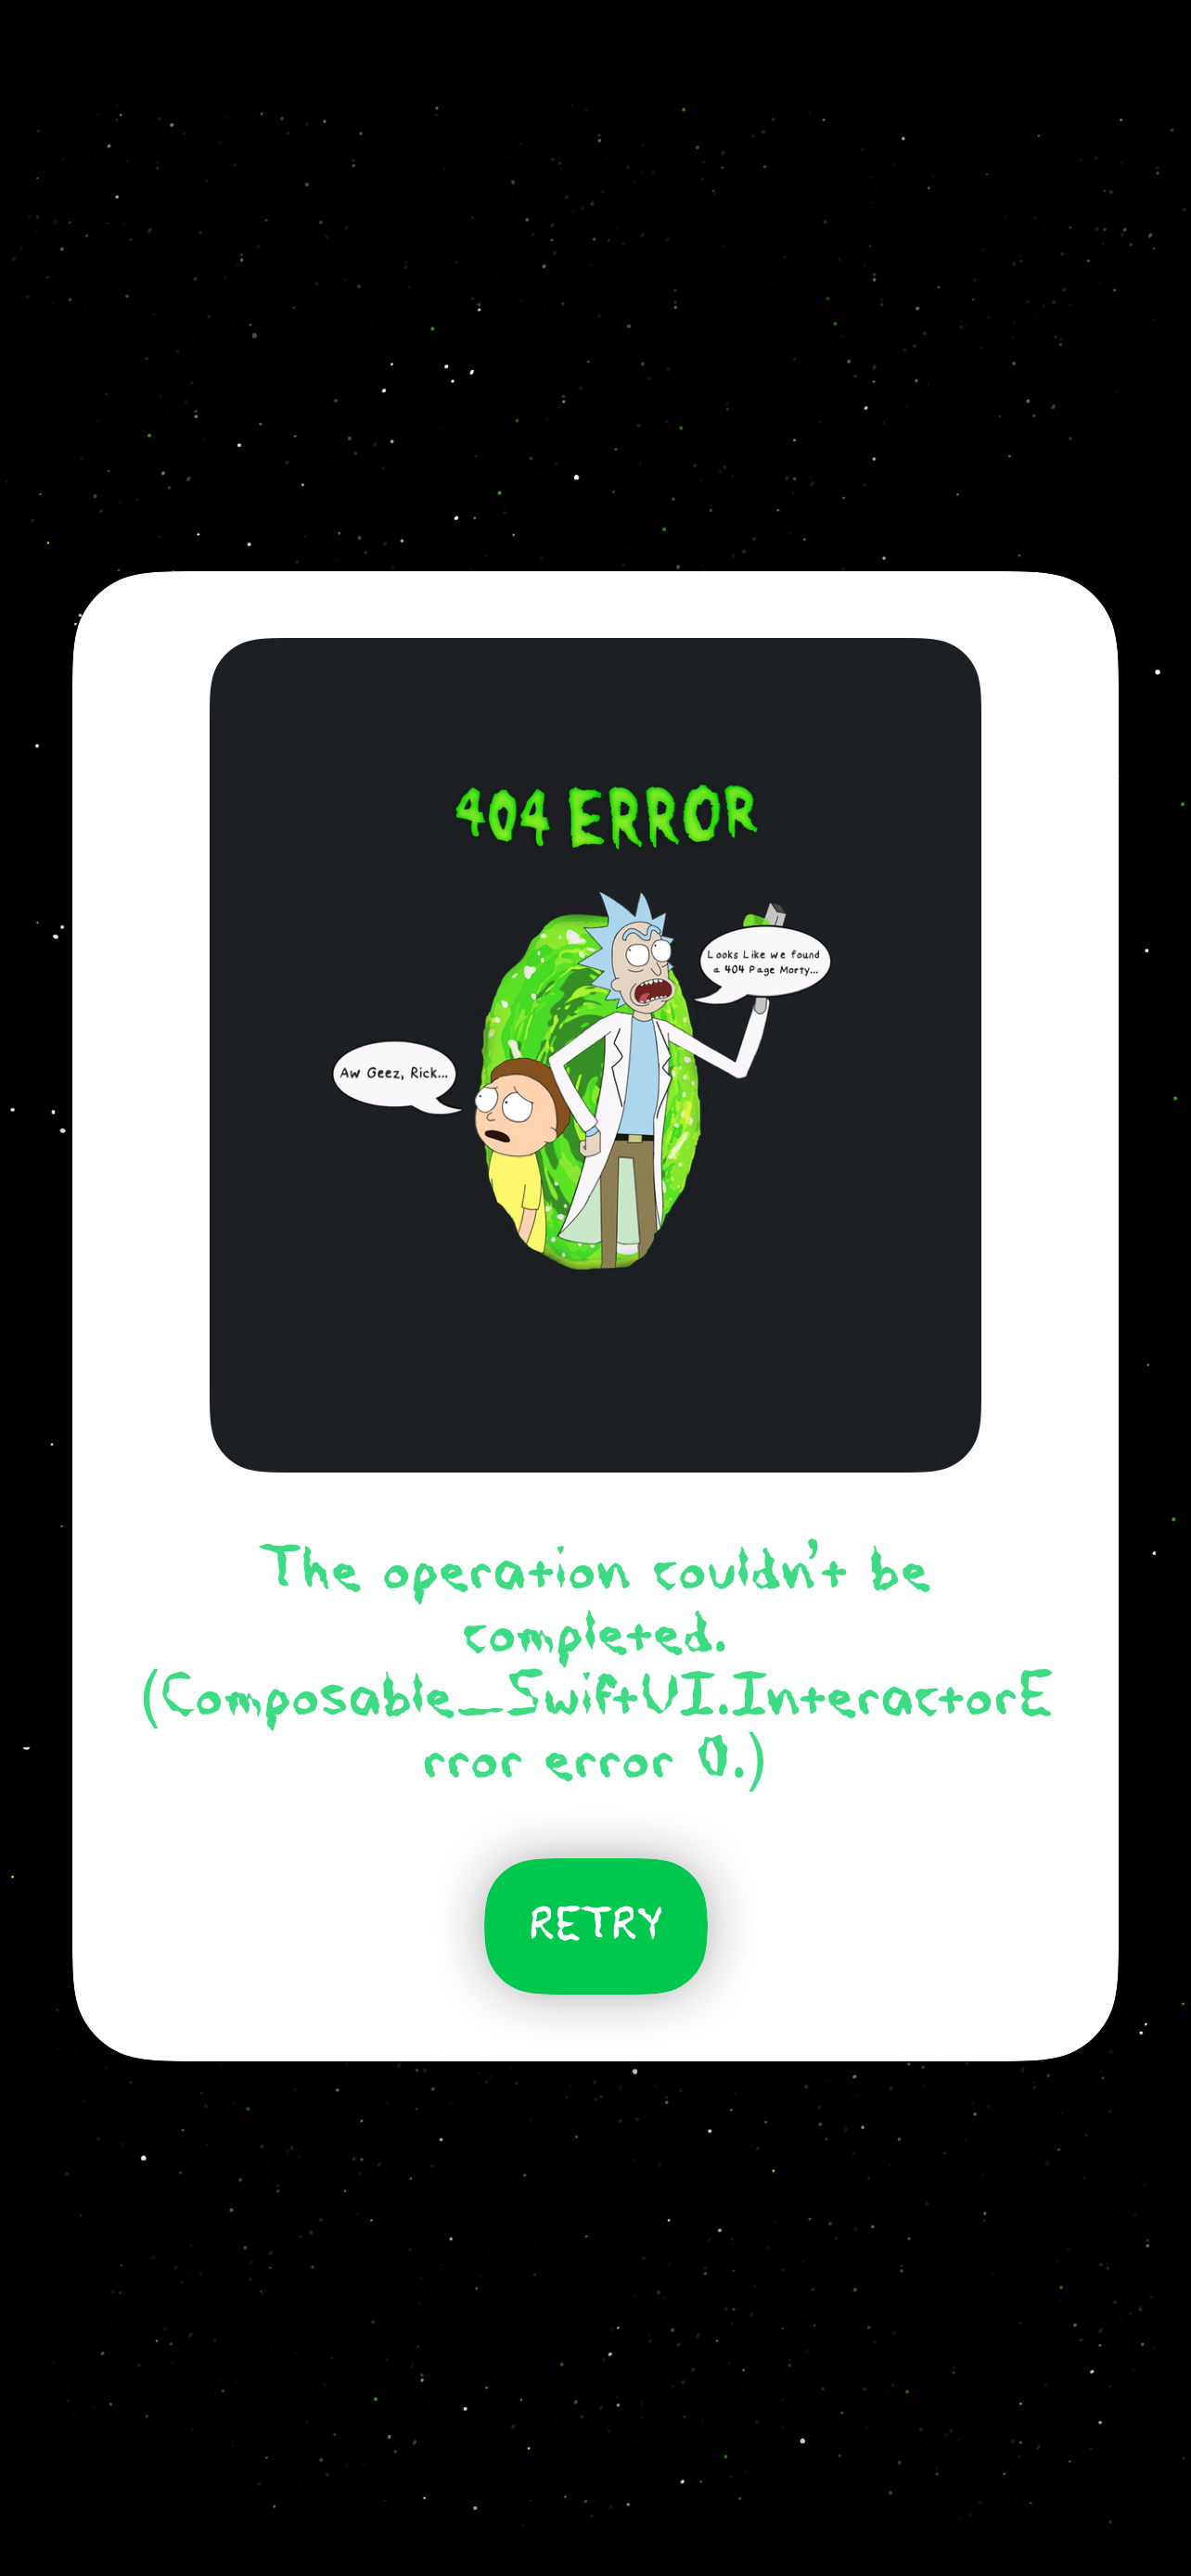 404 ERROR
Looks Like we found
a 404 Page Morty...
Aw Geez, Rick...
The operation couldn't be
completed.
(Composable_SwiftUI.InteractorE
rror error 0.)
RETRY